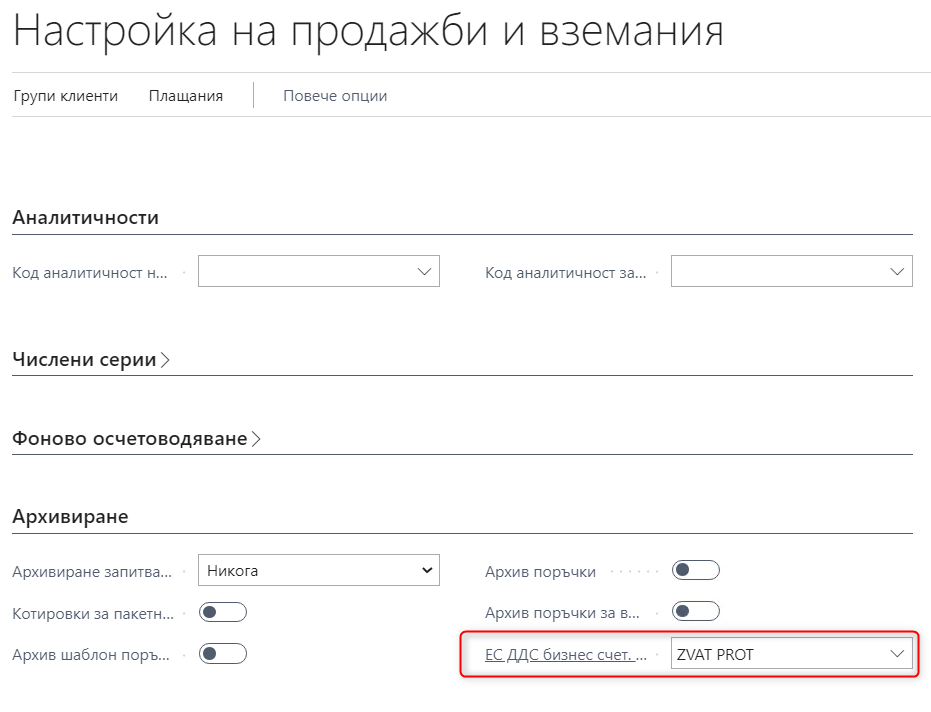 Настройка на продажби и вземания
Групи клиенти Плащания Повече опции
Аналитичности
Код аналитичност н... Код аналитичност за...
Числени серии
Фоново осчетоводяване
Архивиране
Архивиране запитва... Никога Архив поръчки
Котировки за пакетн... Архив поръчки за в...
Архив шаблон поръ... ЕС ДДС бизнес счет. ... ZVAT PROT